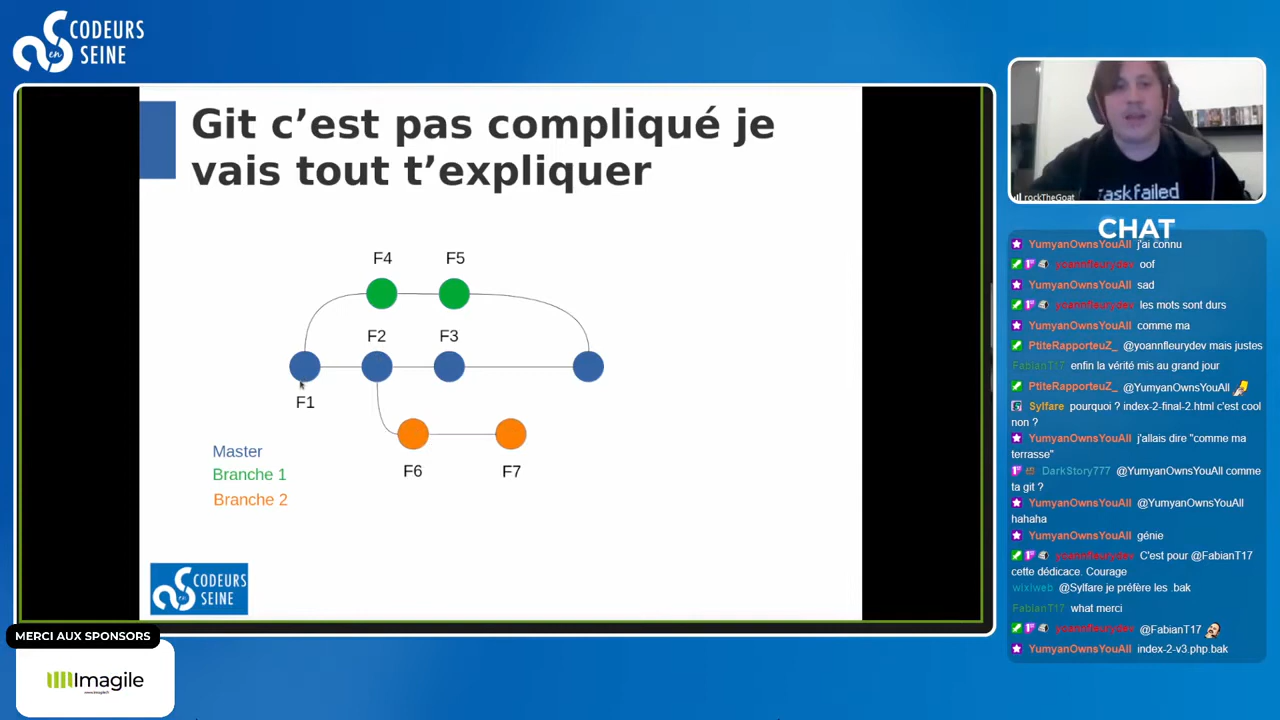 CODEURS
en
SEINE
Git c’est pas compliqué je
vais tout t’expliquer
F4
F5
F2
F3
F1
F6
F7
Master
Branche 1
Branche 2
CODEURS
en
SEINE
MERCI AUX SPONSORS
Imagile
rockTheGoat
ask failed
CHAT
YumyanOwnsYouAll j'ai connu
yoannfleurydev oof
YumyanOwnsYouAll sad
yoannfleurydev les mots sont durs
YumyanOwnsYouAll comme ma
PtiteRapporteuZ_ @yoannfleurydev mais justes
FabianT17 enfin la vérité mis au grand jour
PtiteRapporteuZ_ @YumyanOwnsYouAll
Sylfare pourquoi ? index-2-final-2.html c'est cool
non ?
YumyanOwnsYouAll j'allais dire "comme ma
terrasse"
DarkStory777 @YumyanOwnsYouAll comme
ta git ?
YumyanOwnsYouAll @YumyanOwnsYouAll
hahaha
YumyanOwnsYouAll génie
yoannfleurydev C'est pour @FabianT17
cette dédicace. Courage
wixiweb @Sylfare je préfère les .bak
FabianT17 what merci
yoannfleurydev @FabianT17
YumyanOwnsYouAll index-2-v3.php.bak